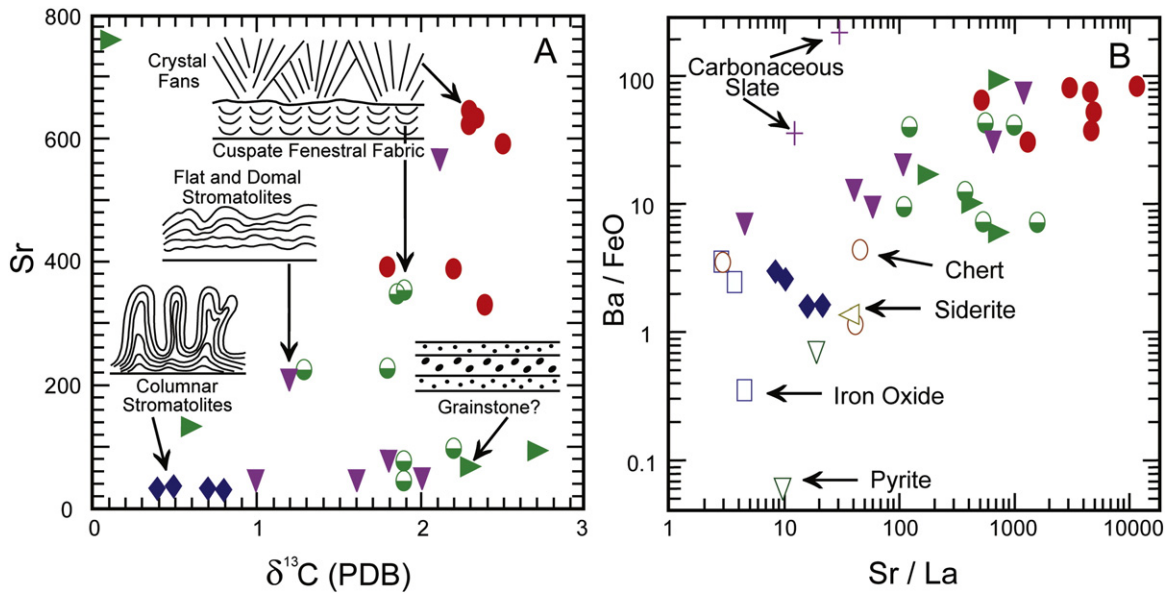 A
800
600
400
200
0
Sr
0
1
2
3
δ¹³C (PDB)
Crystal
Fans
Cuspate Fenestral Fabric
Flat and Domal
Stromatolites
Columnar
Stromatolites
Grainstone?
B
100
10
1
0.1
Ba / FeO
1
10
100
1000
10000
Sr / La
Carbonaceous
Slate
Chert
Siderite
Iron Oxide
Pyrite